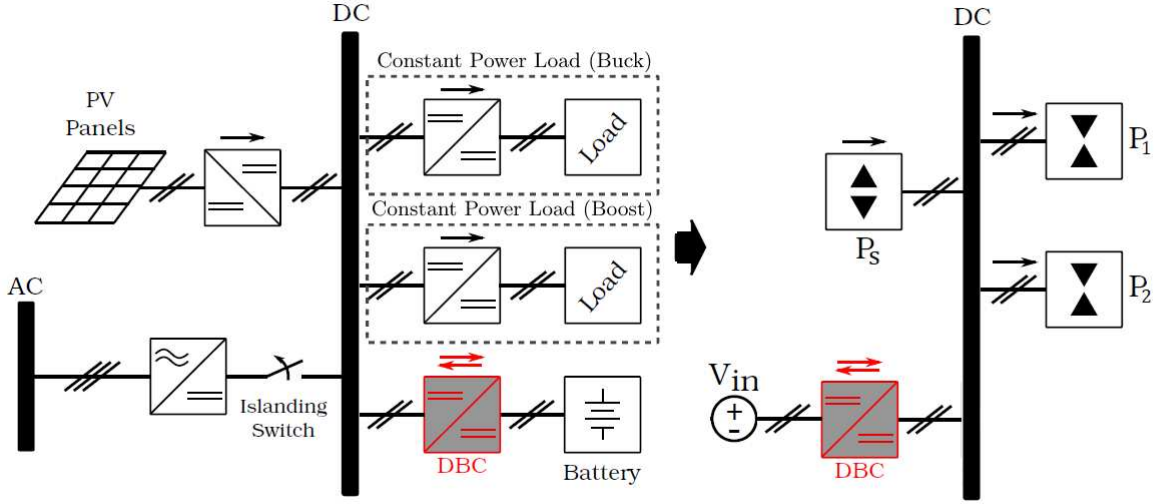 DC
Constant Power Load (Buck)
PV
Panels
Load
Constant Power Load (Boost)
Load
AC
Islanding
Switch
DBC
Battery
DC
P1
PS
P2
Vin
+
-
DBC